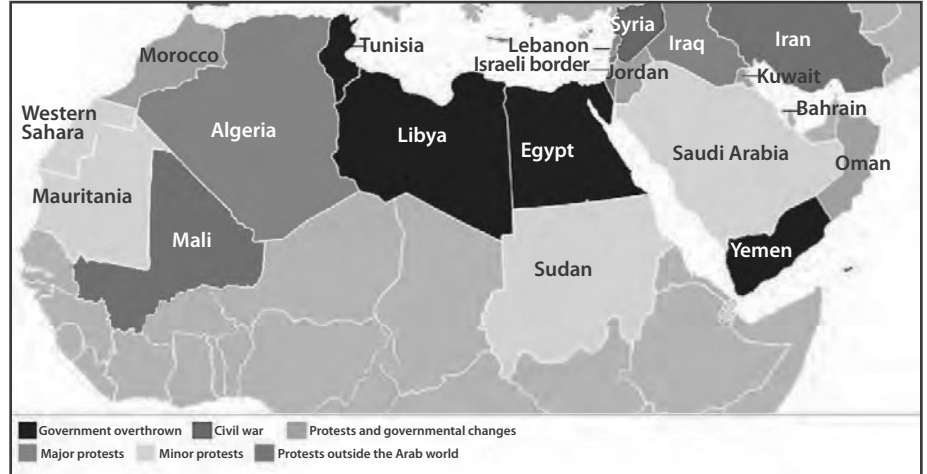 Syria
Tunisia
Lebanon
Iraq
Iran
Morocco
Israeli border
Jordan
Kuwait
Western
Sahara
Bahrain
Algeria
Libya
Egypt
Saudi Arabia
Oman
Mauritania
Mali
Yemen
Sudan
Government overthrown Civil war Protests and governmental changes
Major protests Minor protests Protests outside the Arab world